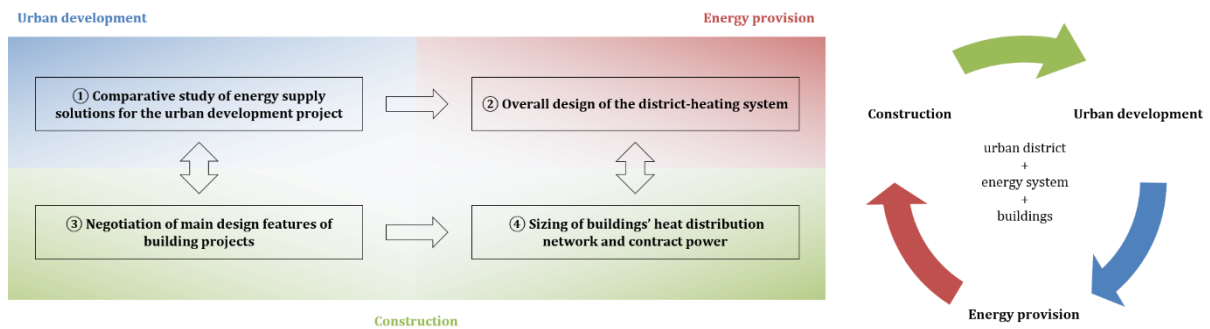 Urban development
Energy provision
① Comparative study of energy supply
solutions for the urban development project
② Overall design of the district-heating system
③ Negotiation of main design features of
building projects
④ Sizing of buildings’ heat distribution
network and contract power
Construction
Construction
Urban development
urban district
+
energy system
+
buildings
Energy provision